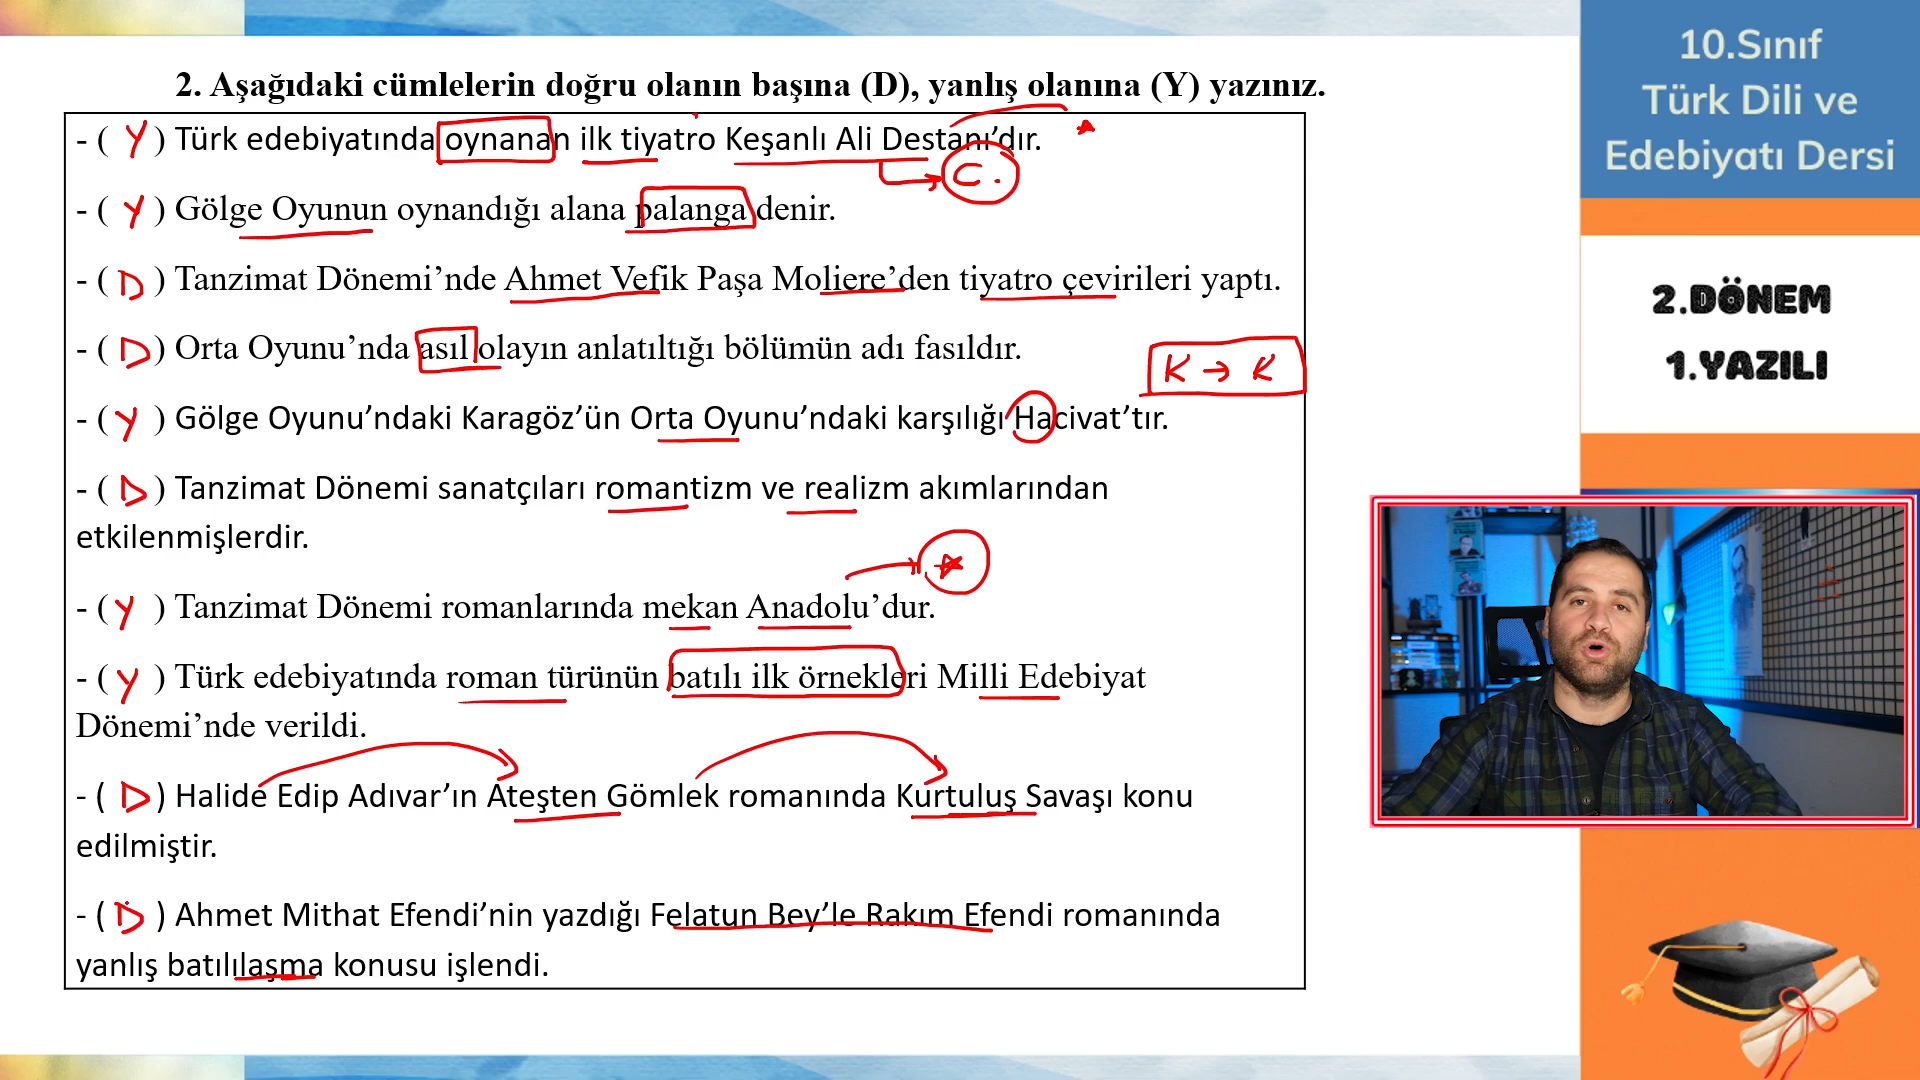 2. Aşağıdaki cümlelerin doğru olanın başına (D), yanlış olanına (Y) yazınız.
- ( Y ) Türk edebiyatında oynanan ilk tiyatro Keşanlı Ali Destanı’dır.
C.
- ( Y ) Gölge Oyunun oynandığı alana palanga denir.
- ( D ) Tanzimat Dönemi’nde Ahmet Vefik Paşa Moliere’den tiyatro çevirileri yaptı.
- ( D ) Orta Oyunu’nda asıl olayın anlatıltığı bölümün adı fasıldır.
K → K
- ( Y ) Gölge Oyunu’ndaki Karagöz’ün Orta Oyunu’ndaki karşılığı Hacivat’tır.
- ( D ) Tanzimat Dönemi sanatçıları romantizm ve realizm akımlarından
etkilenmişlerdir.
- ( Y ) Tanzimat Dönemi romanlarında mekan Anadolu’dur.
- ( Y ) Türk edebiyatında roman türünün batılı ilk örnekleri Milli Edebiyat
Dönemi’nde verildi.
- ( D ) Halide Edip Adıvar’ın Ateşten Gömlek romanında Kurtuluş Savaşı konu
edilmiştir.
- ( D ) Ahmet Mithat Efendi’nin yazdığı Felatun Bey’le Rakım Efendi romanında
yanlış batılılaşma konusu işlendi.
10.Sınıf
Türk Dili ve
Edebiyatı Dersi
2.DÖNEM
1.YAZILI